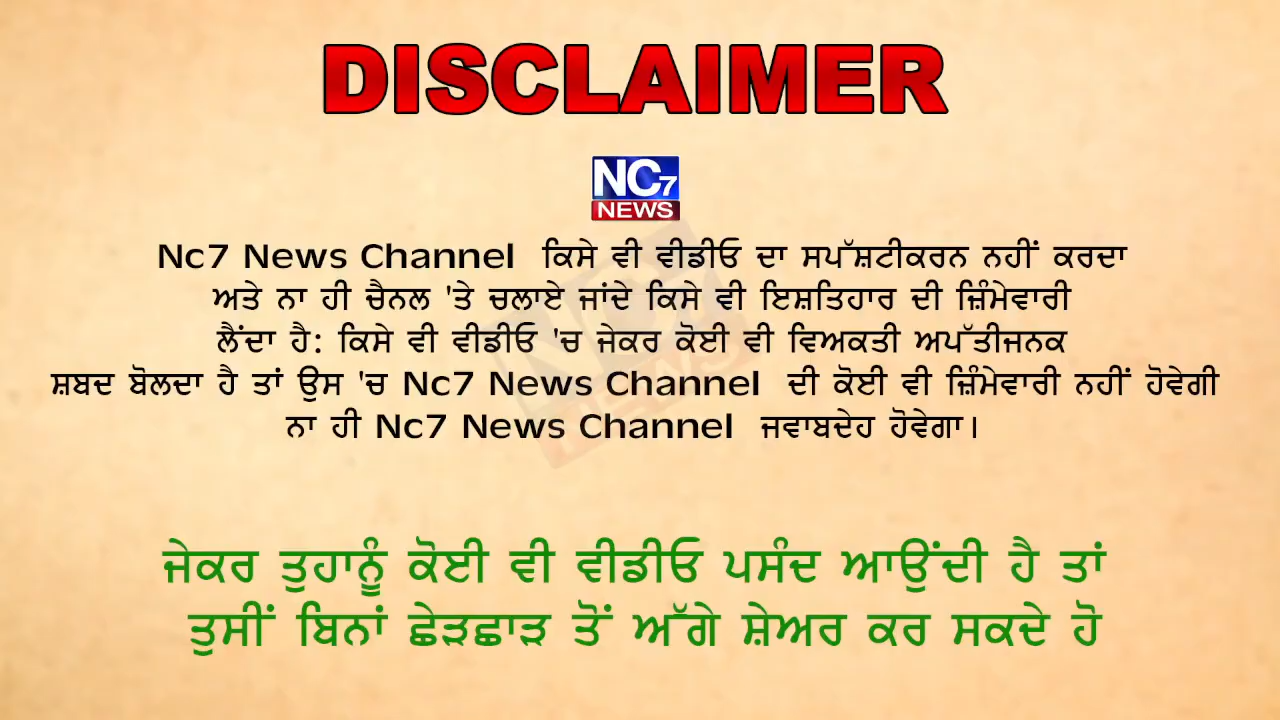 DISCLAIMER
NC7
NEWS
Nc7 News Channel ਕਿਸੇ ਵੀ ਵੀਡੀਓ ਦਾ ਸਪੱਸ਼ਟੀਕਰਨ ਨਹੀਂ ਕਰਦਾ
ਅਤੇ ਨਾ ਹੀ ਚੈਨਲ 'ਤੇ ਚਲਾਏ ਜਾਂਦੇ ਕਿਸੇ ਵੀ ਇਸ਼ਤਿਹਾਰ ਦੀ ਜ਼ਿੰਮੇਵਾਰੀ
ਲੈਂਦਾ ਹੈ: ਕਿਸੇ ਵੀ ਵੀਡੀਓ 'ਚ ਜੇਕਰ ਕੋਈ ਵੀ ਵਿਅਕਤੀ ਅਪੱਤੀਜਨਕ
ਸ਼ਬਦ ਬੋਲਦਾ ਹੈ ਤਾਂ ਉਸ 'ਚ Nc7 News Channel ਦੀ ਕੋਈ ਵੀ ਜ਼ਿੰਮੇਵਾਰੀ ਨਹੀਂ ਹੋਵੇਗੀ
ਨਾ ਹੀ Nc7 News Channel ਜਵਾਬਦੇਹ ਹੋਵੇਗਾ।
ਜੇਕਰ ਤੁਹਾਨੂੰ ਕੋਈ ਵੀ ਵੀਡੀਓ ਪਸੰਦ ਆਉਂਦੀ ਹੈ ਤਾਂ
ਤੁਸੀਂ ਬਿਨਾਂ ਛੇੜਛਾੜ ਤੋਂ ਅੱਗੇ ਸ਼ੇਅਰ ਕਰ ਸਕਦੇ ਹੋ